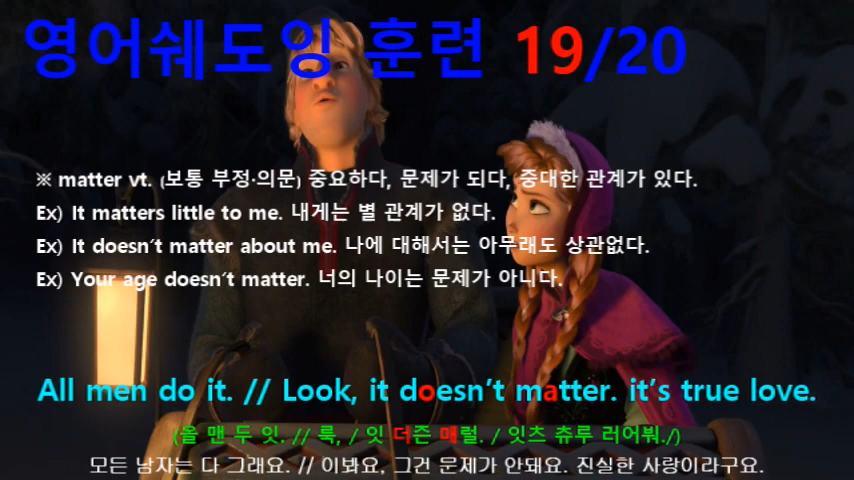 영어쉐도잉 훈련 19/20
※ matter vt. (보통 부정·의문) 중요하다, 문제가 되다, 중대한 관계가 있다.
Ex) It matters little to me. 내게는 별 관계가 없다.
Ex) It doesn´t matter about me. 나에 대해서는 아무래도 상관없다.
Ex) Your age doesn´t matter. 너의 나이는 문제가 아니다.
All men do it. // Look, it doesn’t matter. it’s true love.
(올 맨 두 잇. // 룩, / 잇 더즌 매럴. / 잇츠 츄루 러어붜./)
모든 남자는 다 그래요. // 이봐요, 그건 문제가 안돼요. 진실한 사랑이라구요.